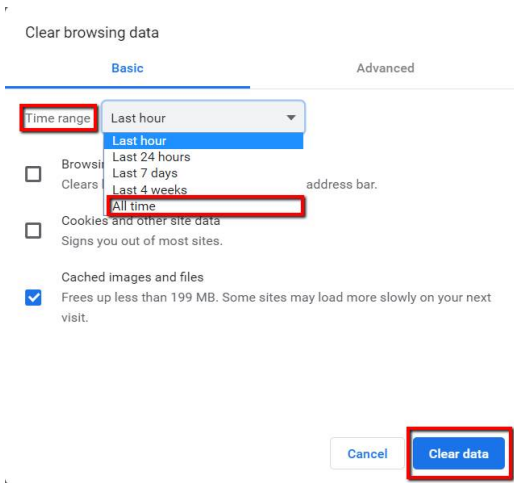 Clear browsing data
Basic Advanced
Time range Last hour
Last hour
Last 24 hours
Last 7 days
Last 4 weeks
All time
Clears address bar.
Cookies and other site data
Signs you out of most sites.
Cached images and files
Frees up less than 199 MB. Some sites may load more slowly on your next
visit.
Cancel Clear data